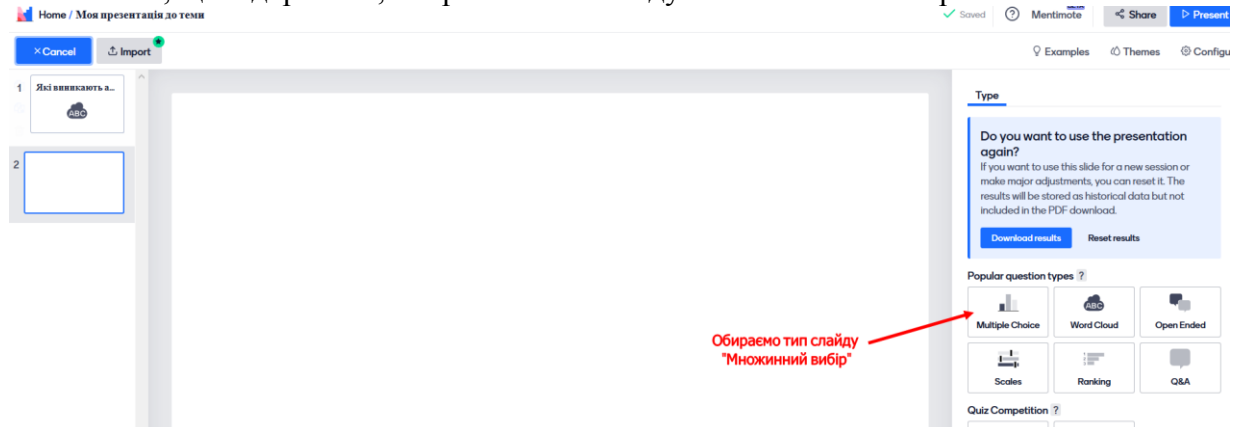 Home / Моя презентація до теми
Saved
? Mentimote
Share
Present
× Cancel
Import
Examples
Themes
Configu
1
Які виникають а...
ABC
2
Type
Do you want to use the presentation
again?
If you want to use this slide for a new session or
make major adjustments, you can reset it. The
results will be stored as historical data but not
included in the PDF download.
Download results
Reset results
Popular question types ?
Multiple Choice
ABC
Word Cloud
Open Ended
Обираємо тип слайду
"Множинний вибір"
Scales
Ranking
Q&A
Quiz Competition ?